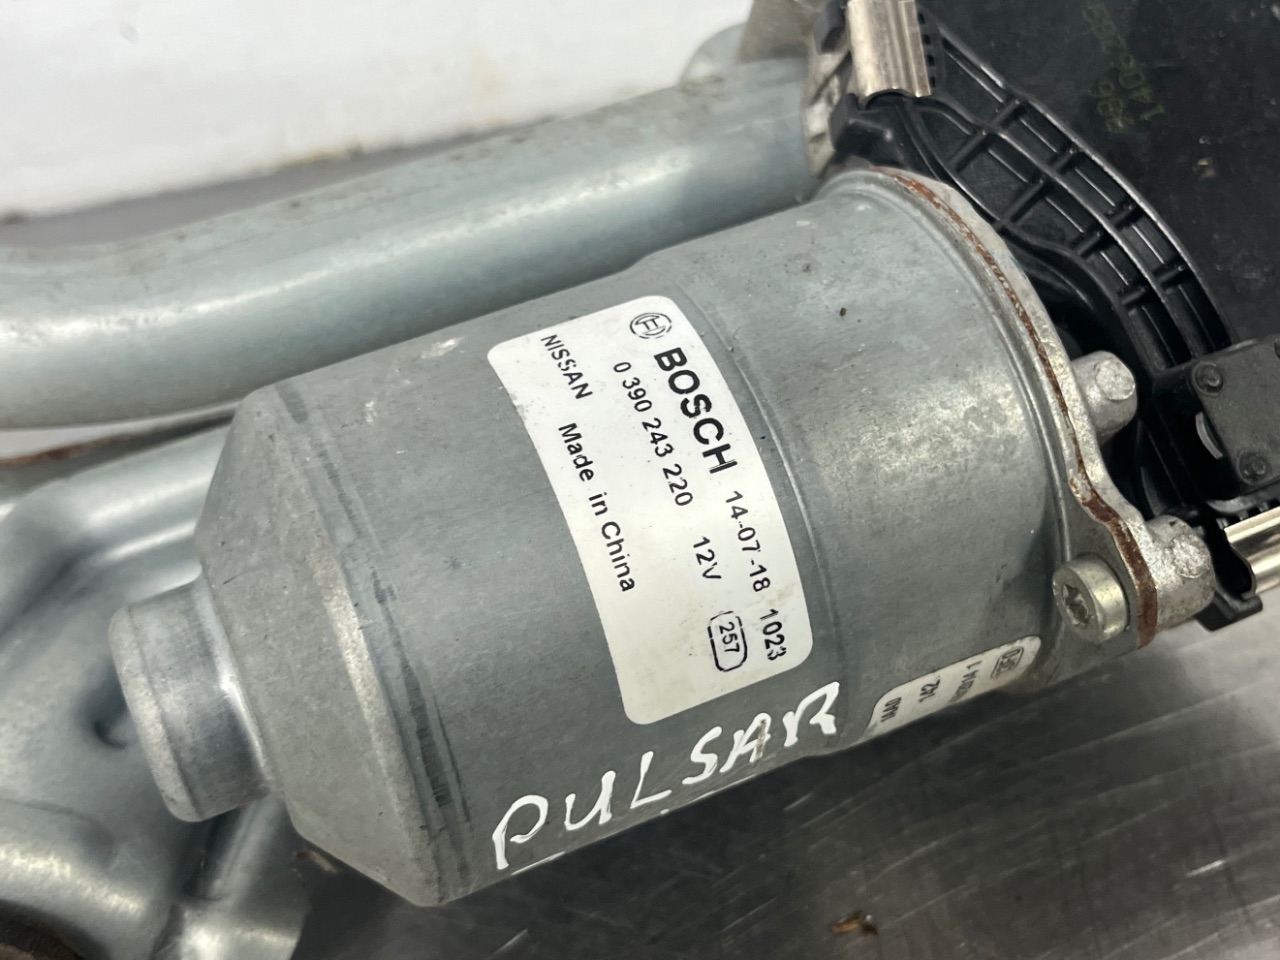 BOSCH 14-07-18 1023
0 390 243 220 12V 257
NISSAN Made in China
PULSAR